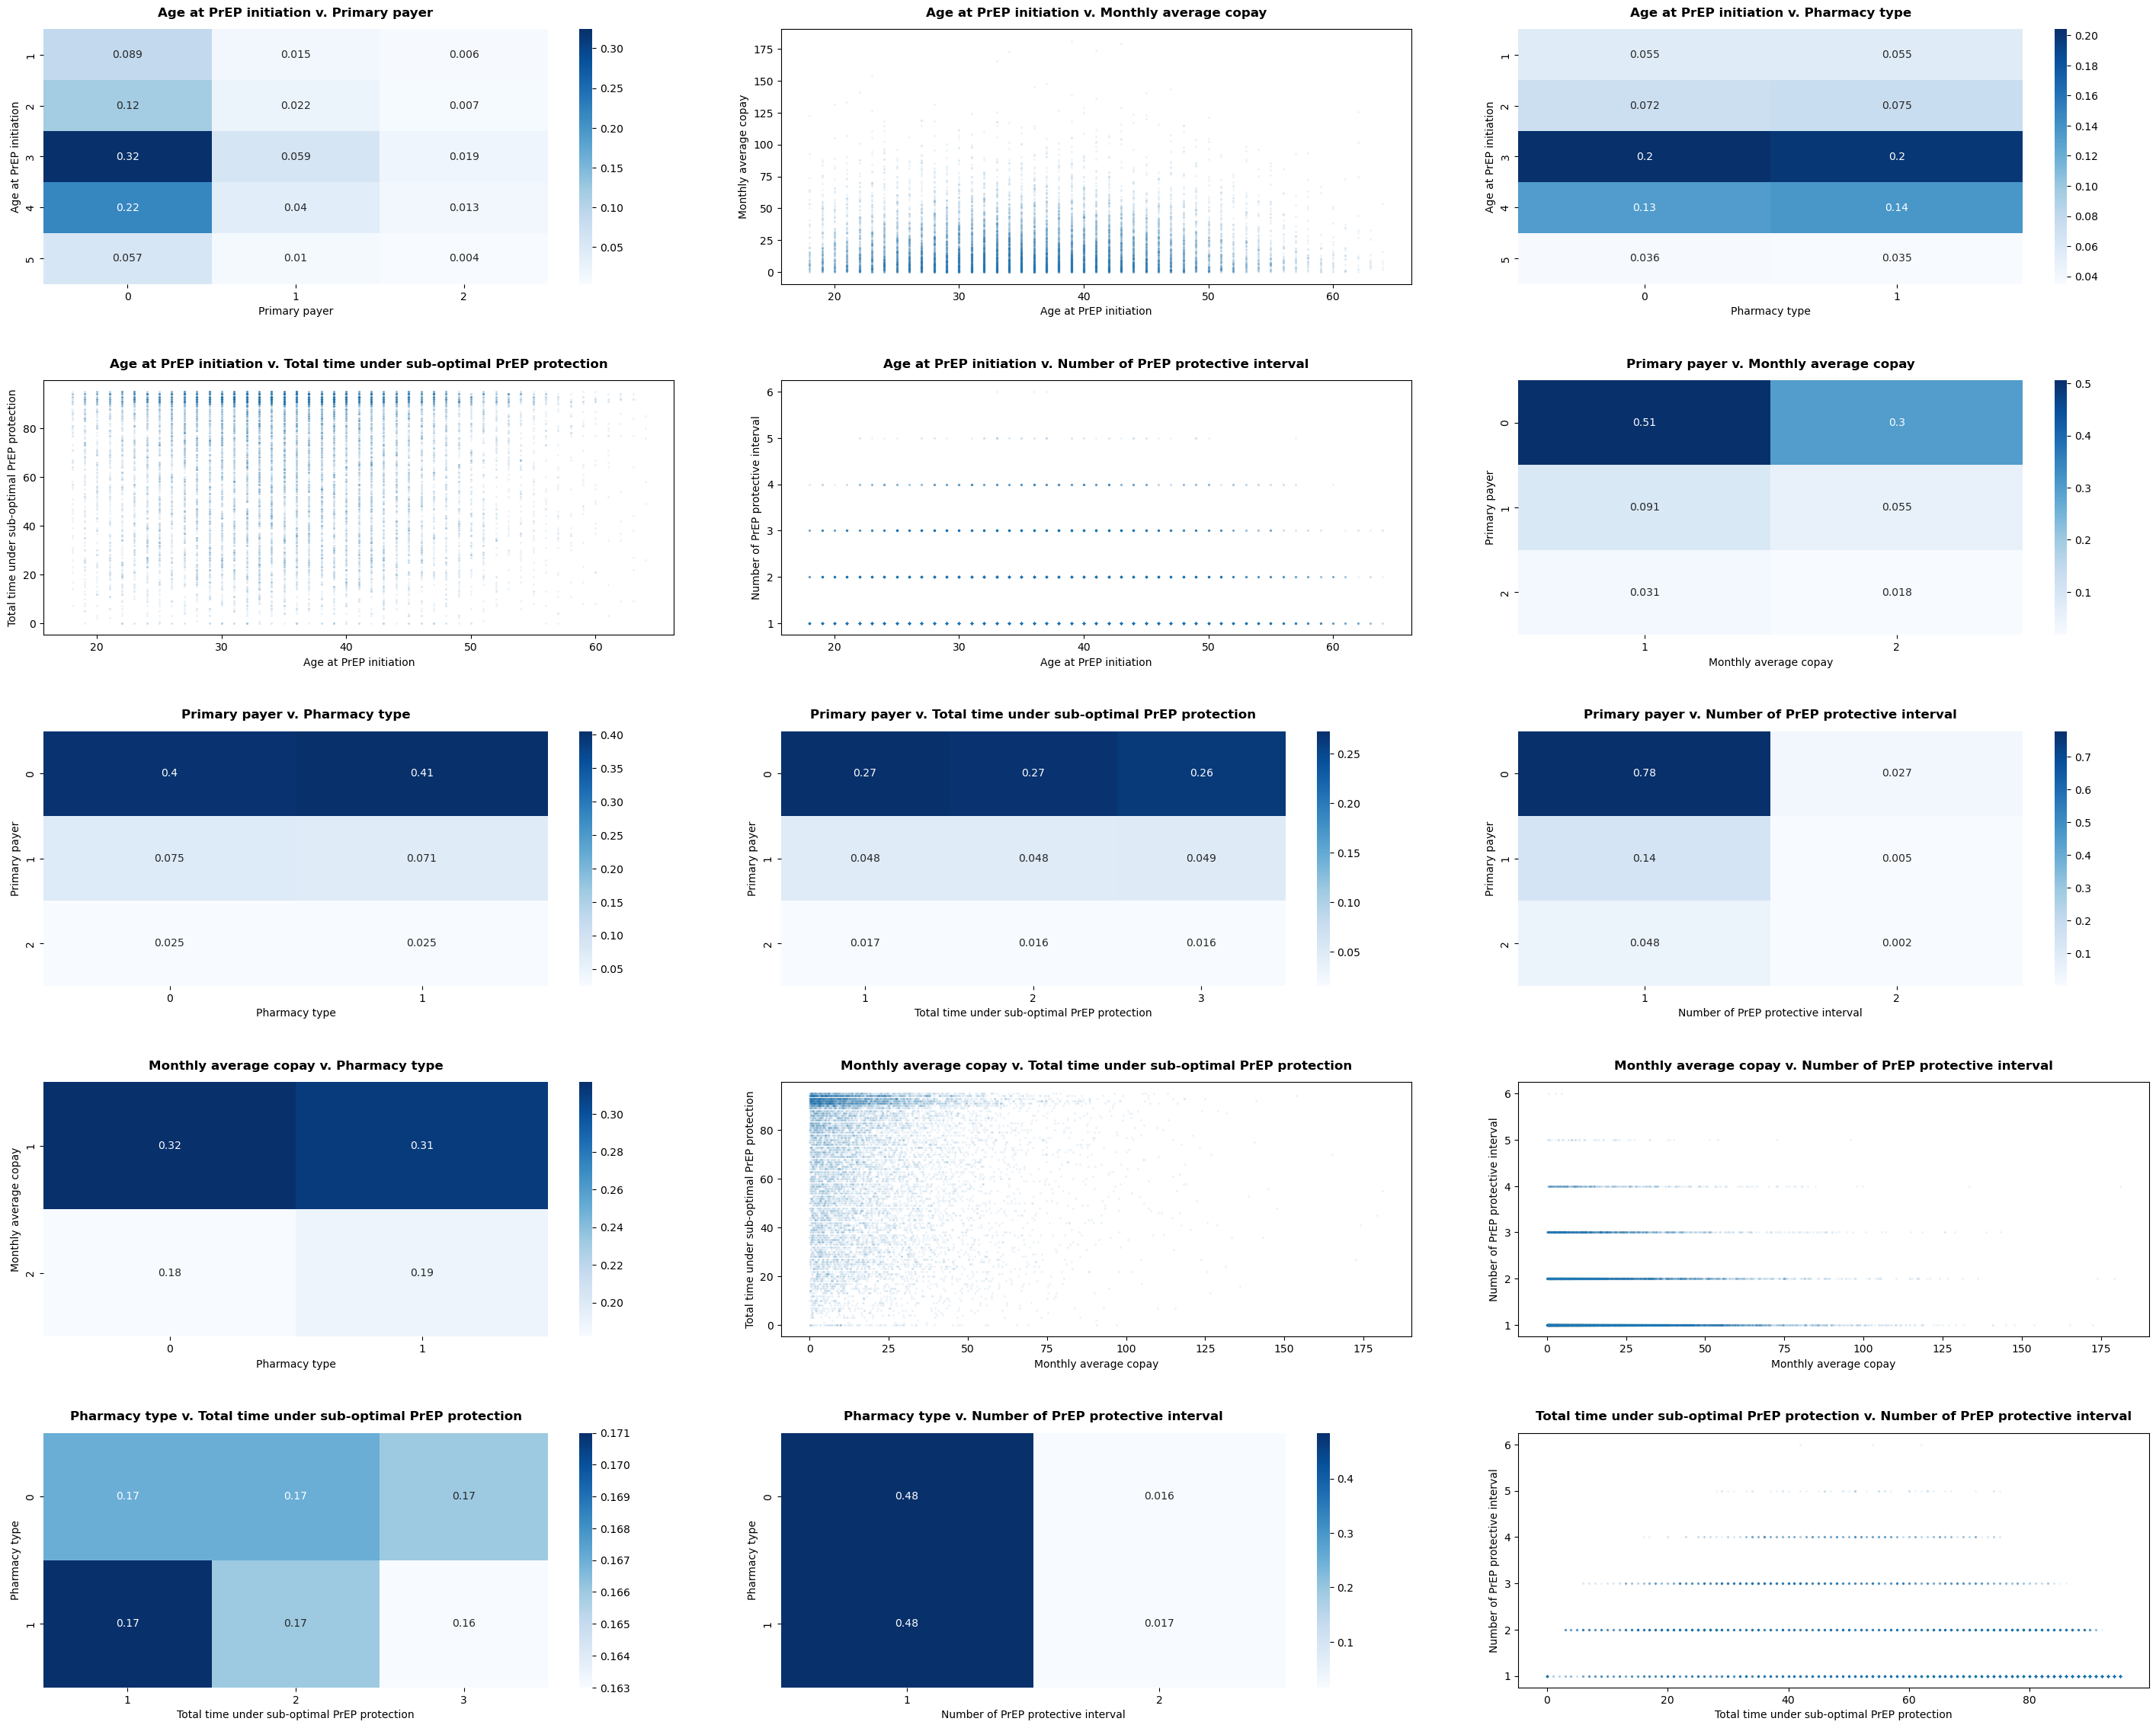 Age at PrEP initiation v. Primary payer
Age at PrEP initiation
1
2
3
4
5
0.089 0.015 0.006
0.12 0.022 0.007
0.32 0.059 0.019
0.22 0.04 0.013
0.057 0.01 0.004
0 1 2
Primary payer
0.30
0.25
0.20
0.15
0.10
0.05
Age at PrEP initiation v. Monthly average copay
Monthly average copay
175
150
125
100
75
50
25
0
20 30 40 50 60
Age at PrEP initiation
Age at PrEP initiation v. Pharmacy type
Age at PrEP initiation
1
2
3
4
5
0.055 0.055
0.072 0.075
0.2 0.2
0.13 0.14
0.036 0.035
0 1
Pharmacy type
0.20
0.18
0.16
0.14
0.12
0.10
0.08
0.06
0.04
Age at PrEP initiation v. Total time under sub-optimal PrEP protection
Total time under sub-optimal PrEP protection
80
60
40
20
0
20 30 40 50 60
Age at PrEP initiation
Age at PrEP initiation v. Number of PrEP protective interval
Number of PrEP protective interval
6
5
4
3
2
1
20 30 40 50 60
Age at PrEP initiation
Primary payer v. Monthly average copay
Primary payer
0
1
2
0.51 0.3
0.091 0.055
0.031 0.018
1 2
Monthly average copay
0.5
0.4
0.3
0.2
0.1
Primary payer v. Pharmacy type
Primary payer
0
1
2
0.4 0.41
0.075 0.071
0.025 0.025
0 1
Pharmacy type
0.40
0.35
0.30
0.25
0.20
0.15
0.10
0.05
Primary payer v. Total time under sub-optimal PrEP protection
Primary payer
0
1
2
0.27 0.27 0.26
0.048 0.048 0.049
0.017 0.016 0.016
1 2 3
Total time under sub-optimal PrEP protection
0.25
0.20
0.15
0.10
0.05
Primary payer v. Number of PrEP protective interval
Primary payer
0
1
2
0.78 0.027
0.14 0.005
0.048 0.002
1 2
Number of PrEP protective interval
0.7
0.6
0.5
0.4
0.3
0.2
0.1
Monthly average copay v. Pharmacy type
Monthly average copay
1
2
0.32 0.31
0.18 0.19
0 1
Pharmacy type
0.30
0.28
0.26
0.24
0.22
0.20
Monthly average copay v. Total time under sub-optimal PrEP protection
Total time under sub-optimal PrEP protection
80
60
40
20
0
0 25 50 75 100 125 150 175
Monthly average copay
Monthly average copay v. Number of PrEP protective interval
Number of PrEP protective interval
6
5
4
3
2
1
0 25 50 75 100 125 150 175
Monthly average copay
Pharmacy type v. Total time under sub-optimal PrEP protection
Pharmacy type
0
1
0.17 0.17 0.17
0.17 0.17 0.16
1 2 3
Total time under sub-optimal PrEP protection
0.171
0.170
0.169
0.168
0.167
0.166
0.165
0.164
0.163
Pharmacy type v. Number of PrEP protective interval
Pharmacy type
0
1
0.48 0.016
0.48 0.017
1 2
Number of PrEP protective interval
0.4
0.3
0.2
0.1
Total time under sub-optimal PrEP protection v. Number of PrEP protective interval
Number of PrEP protective interval
6
5
4
3
2
1
0 20 40 60 80
Total time under sub-optimal PrEP protection